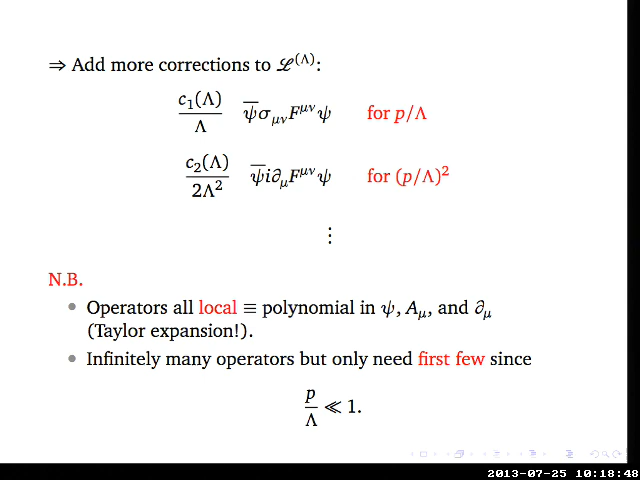 ⇒ Add more corrections to ℒ^(Λ):
c₁(Λ)/Λ ψ̅σ_μν F^μν ψ for p/Λ
c₂(Λ)/2Λ² ψ̅i∂_μ F^μν ψ for (p/Λ)²
⋮
N.B.
• Operators all local ≡ polynomial in ψ, A_μ, and ∂_μ
(Taylor expansion!).
• Infinitely many operators but only need first few since
p/Λ ≪ 1.
2013-07-25 10:18:48